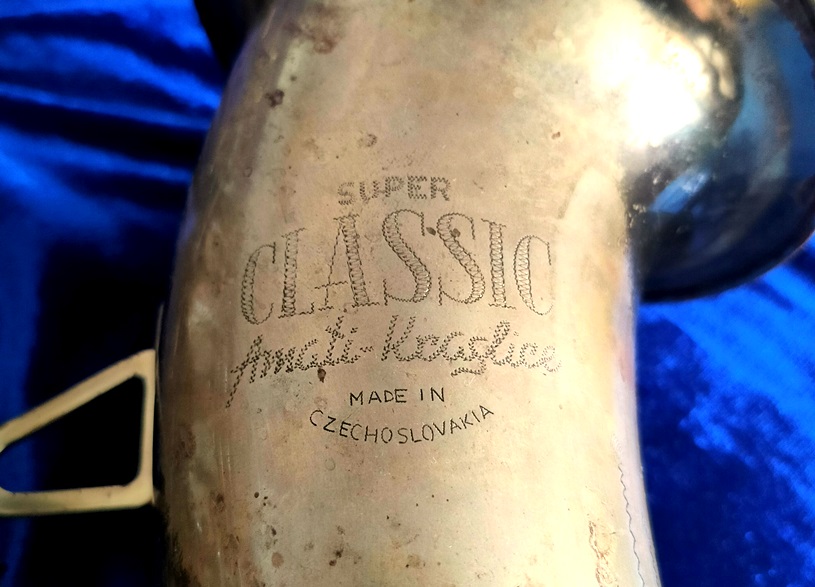 SUPER
CLASSIC
Amati-Kraslice
MADE IN
CZECHOSLOVAKIA